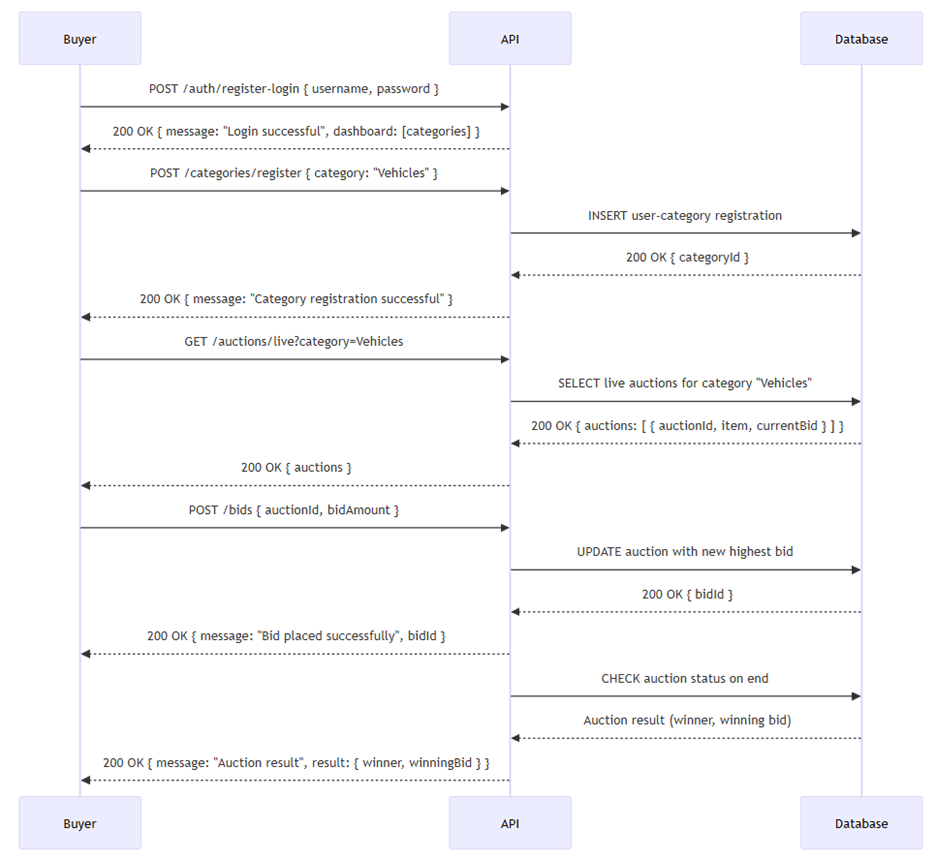 Buyer
API
Database
POST /auth/register-login { username, password }
200 OK { message: "Login successful", dashboard: [categories] }
POST /categories/register { category: "Vehicles" }
INSERT user-category registration
200 OK { categoryId }
200 OK { message: "Category registration successful" }
GET /auctions/live?category=Vehicles
SELECT live auctions for category "Vehicles"
200 OK { auctions: [ { auctionId, item, currentBid } ] }
200 OK { auctions }
POST /bids { auctionId, bidAmount }
UPDATE auction with new highest bid
200 OK { bidId }
200 OK { message: "Bid placed successfully", bidId }
CHECK auction status on end
Auction result (winner, winning bid)
200 OK { message: "Auction result", result: { winner, winningBid } }
Buyer
API
Database